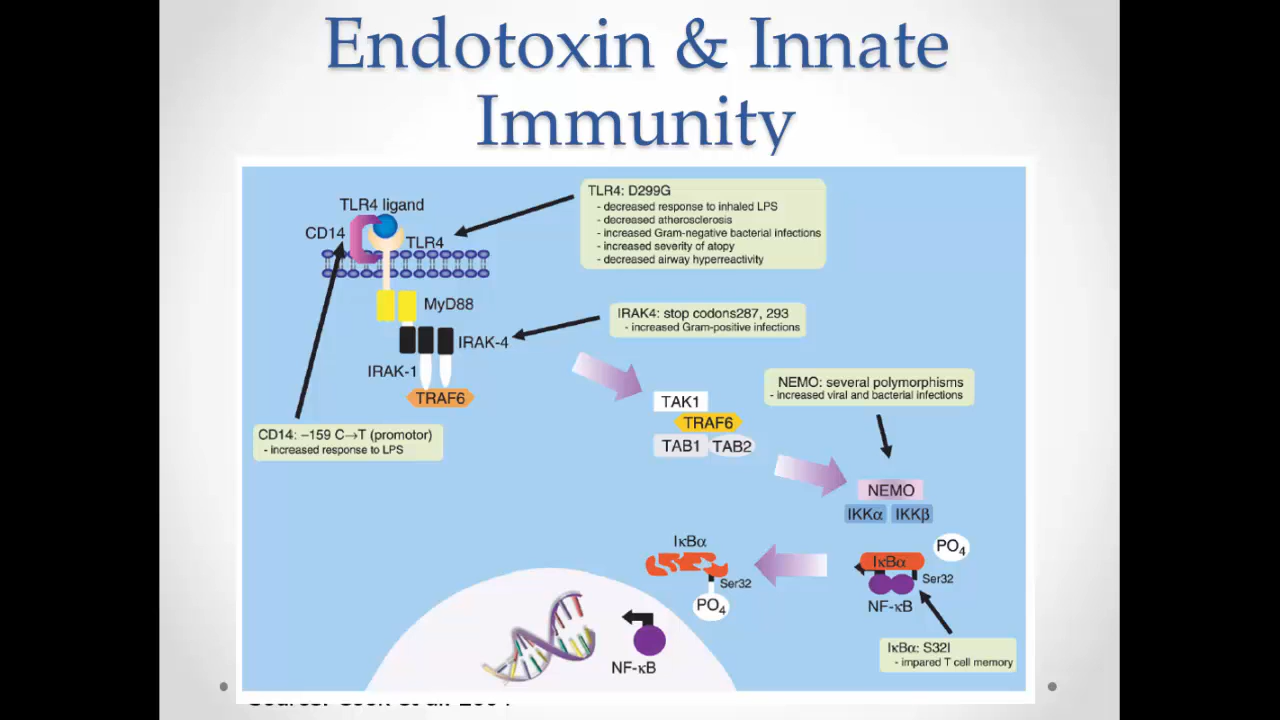 Endotoxin & Innate
Immunity
TLR4 ligand
CD14
TLR4
MyD88
IRAK-4
IRAK-1
TRAF6
TLR4: D299G
- decreased response to inhaled LPS
- decreased atherosclerosis
- increased Gram-negative bacterial infections
- increased severity of atopy
- decreased airway hyperreactivity
IRAK4: stop codons287, 293
- increased Gram-positive infections
CD14: –159 C→T (promotor)
- increased response to LPS
TAK1
TRAF6
TAB1 TAB2
NEMO: several polymorphisms
- increased viral and bacterial infections
NEMO
IKKα IKKβ
PO4
IκBα
Ser32
NF-κB
IκBα
Ser32
PO4
IκBα: S32I
- impared T cell memory
NF-κB